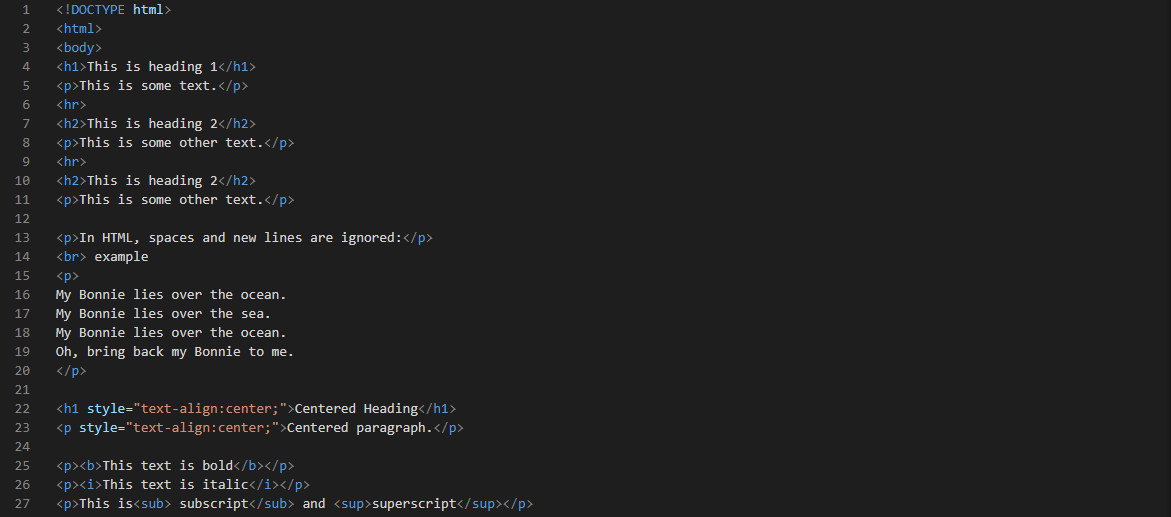 1 <!DOCTYPE html>
2 <html>
3 <body>
4 <h1>This is heading 1</h1>
5 <p>This is some text.</p>
6 <hr>
7 <h2>This is heading 2</h2>
8 <p>This is some other text.</p>
9 <hr>
10 <h2>This is heading 2</h2>
11 <p>This is some other text.</p>
12
13 <p>In HTML, spaces and new lines are ignored:</p>
14 <br> example
15 <p>
16 My Bonnie lies over the ocean.
17 My Bonnie lies over the sea.
18 My Bonnie lies over the ocean.
19 Oh, bring back my Bonnie to me.
20 </p>
21
22 <h1 style="text-align:center;">Centered Heading</h1>
23 <p style="text-align:center;">Centered paragraph.</p>
24
25 <p><b>This text is bold</b></p>
26 <p><i>This text is italic</i></p>
27 <p>This is<sub> subscript</sub> and <sup>superscript</sup></p>